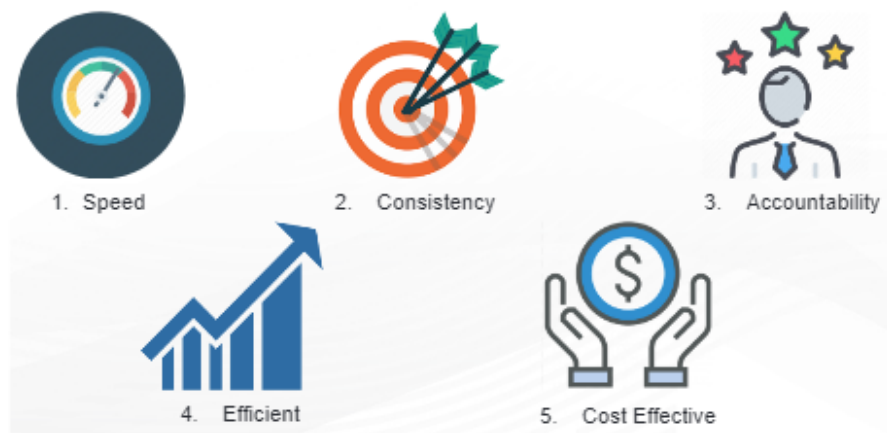 1. Speed
2. Consistency
3. Accountability
$
4. Efficient
5. Cost Effective